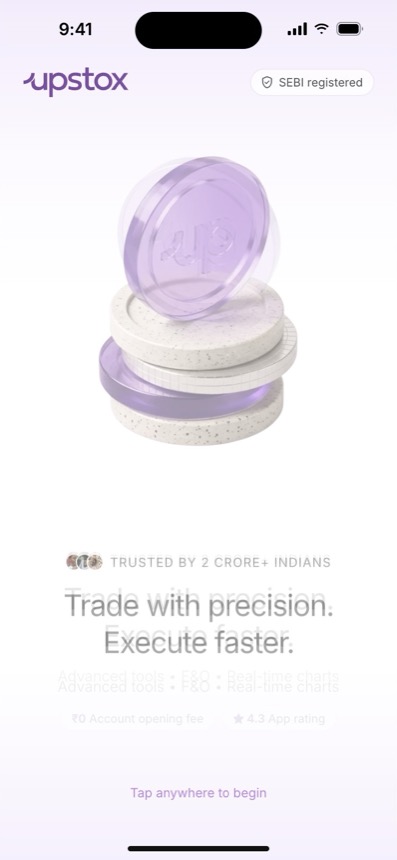 9:41
upstox
SEBI registered
up
TRUSTED BY 2 CRORE+ INDIANS
Trade with precision.
Execute faster.
Advanced tools • F&O • Real-time charts
₹0 Account opening fee
★ 4.3 App rating
Tap anywhere to begin